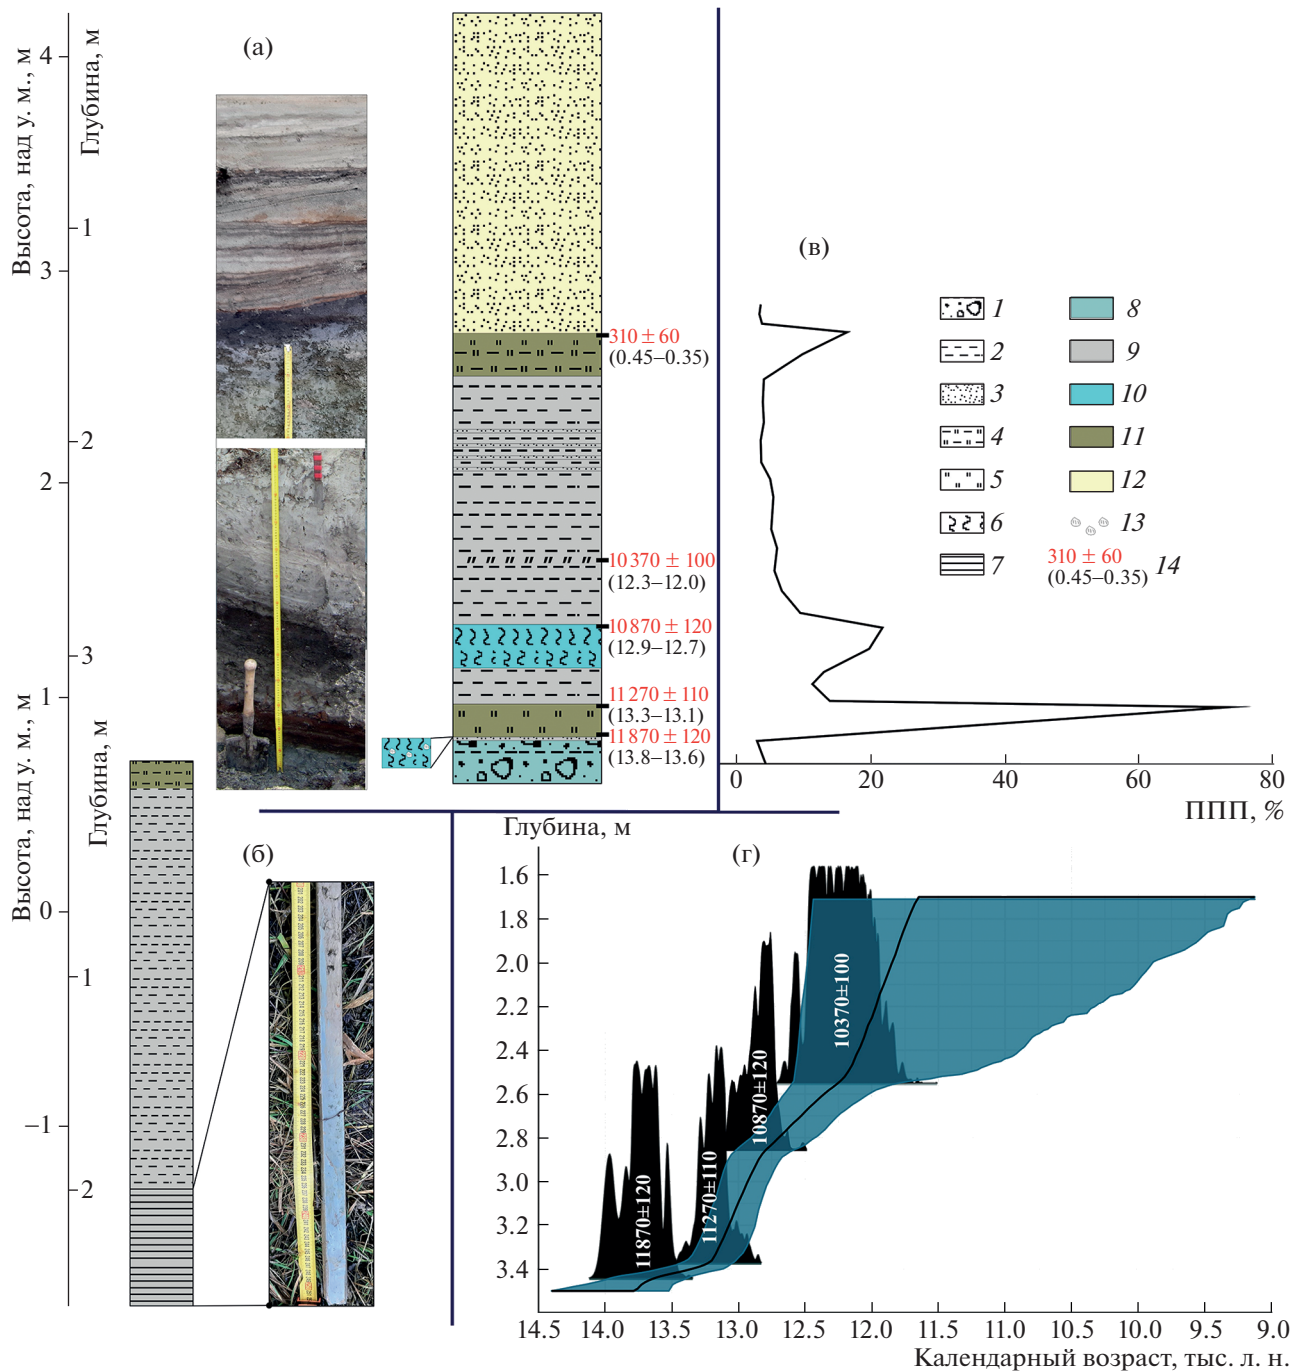 (а)
Высота, над у. м., м
Глубина, м
4
3
2
1
1
2
3
310 ± 60
(0.45–0.35)
10 370 ± 100
(12.3–12.0)
10 870 ± 120
(12.9–12.7)
11 270 ± 110
(13.3–13.1)
11 870 ± 120
(13.8–13.6)
(в)
1
2
3
4
5
6
7
8
9
10
11
12
13
310 ± 60
(0.45–0.35) 14
0 20 40 60 80
ППП, %
(б)
Высота, над у. м., м
Глубина, м
0
–1
1
2
(г)
Глубина, м
1.6
1.8
2.0
2.2
2.4
2.6
2.8
3.0
3.2
3.4
11870±120
11270±110
10870±120
10370±100
14.5 14.0 13.5 13.0 12.5 12.0 11.5 11.0 10.5 10.0 9.5 9.0
Календарный возраст, тыс. л. н.